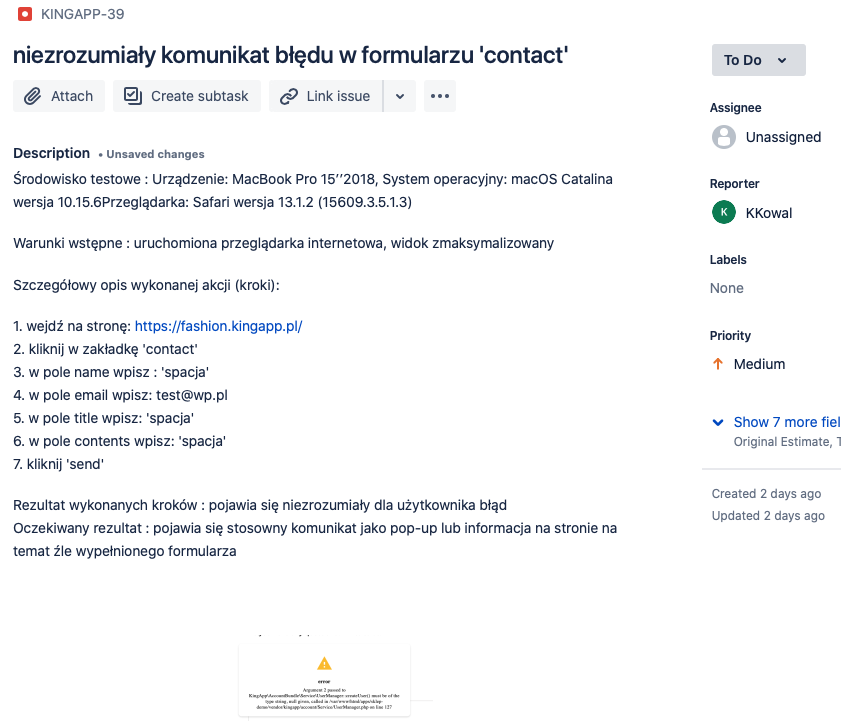 KINGAPP-39
niezrozumiały komunikat błędu w formularzu 'contact'
Attach
Create subtask
Link issue
To Do
Assignee
Unassigned
Reporter
K
KKowal
Labels
None
Priority
Medium
Show 7 more fiel
Original Estimate, T
Created 2 days ago
Updated 2 days ago
Description • Unsaved changes
Środowisko testowe : Urządzenie: MacBook Pro 15’’2018, System operacyjny: macOS Catalina
wersja 10.15.6Przeglądarka: Safari wersja 13.1.2 (15609.3.5.1.3)
Warunki wstępne : uruchomiona przeglądarka internetowa, widok zmaksymalizowany
Szczegółowy opis wykonanej akcji (kroki):
1. wejdź na stronę: https://fashion.kingapp.pl/
2. kliknij w zakładkę 'contact'
3. w pole name wpisz : 'spacja'
4. w pole email wpisz: test@wp.pl
5. w pole title wpisz: 'spacja'
6. w pole contents wpisz: 'spacja'
7. kliknij 'send'
Rezultat wykonanych kroków : pojawia się niezrozumiały dla użytkownika błąd
Oczekiwany rezultat : pojawia się stosowny komunikat jako pop-up lub informacja na stronie na
temat źle wypełnionego formularza
error
Argument 2 passed to
KingApp\AccountBundle\Service\UserManager::createUser() must be of the
type string, null given, called in
on line 127